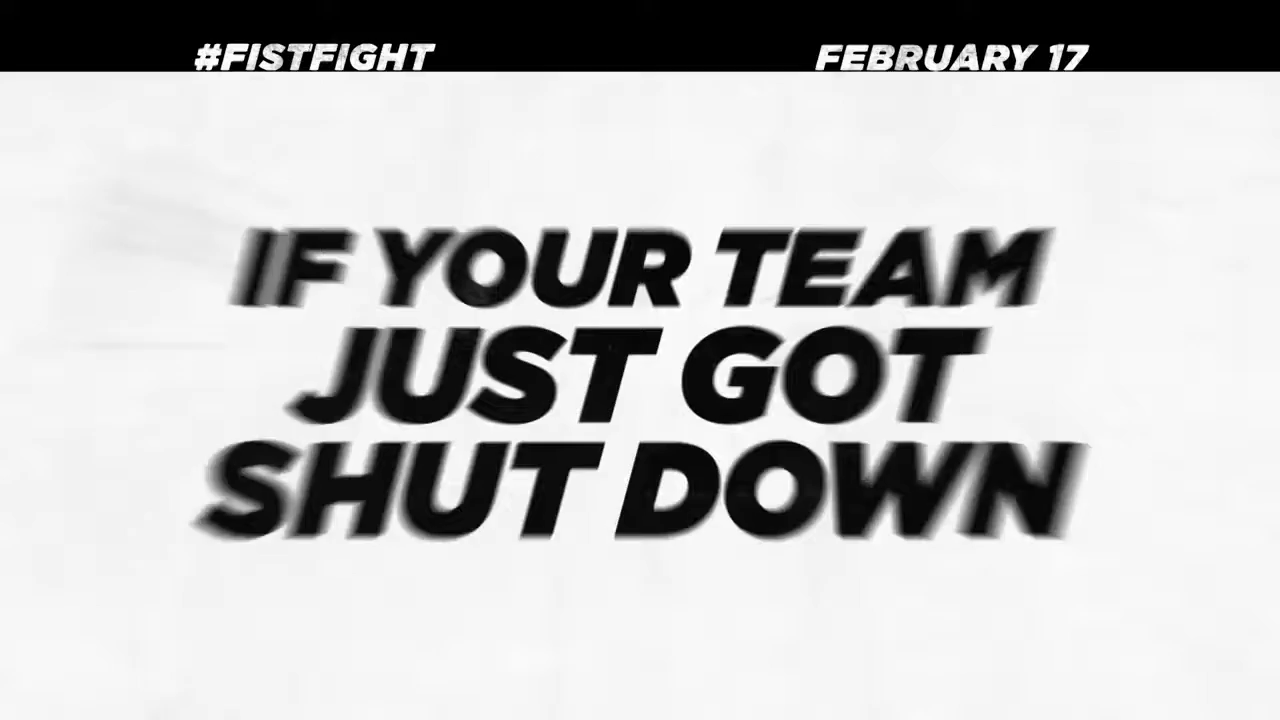 #FISTFIGHT
FEBRUARY 17
IF YOUR TEAM
JUST GOT
SHUT DOWN